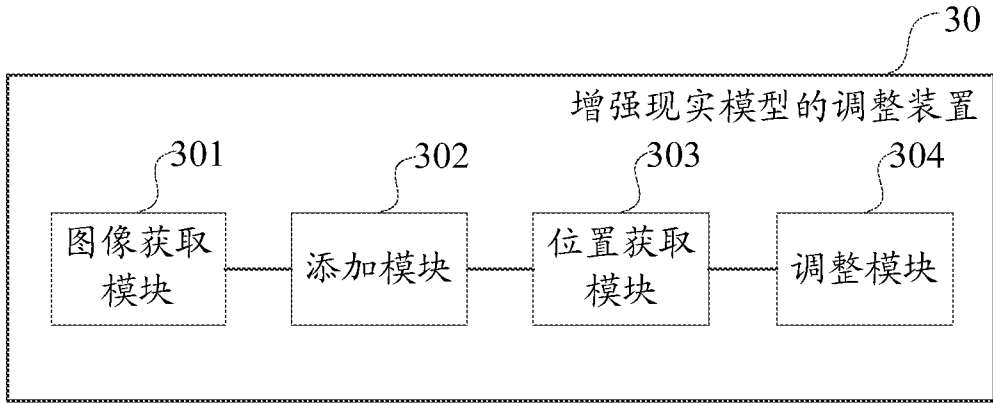 30
增强现实模型的调整装置
301
302
303
304
图像获取
模块
添加模块
位置获取
模块
调整模块